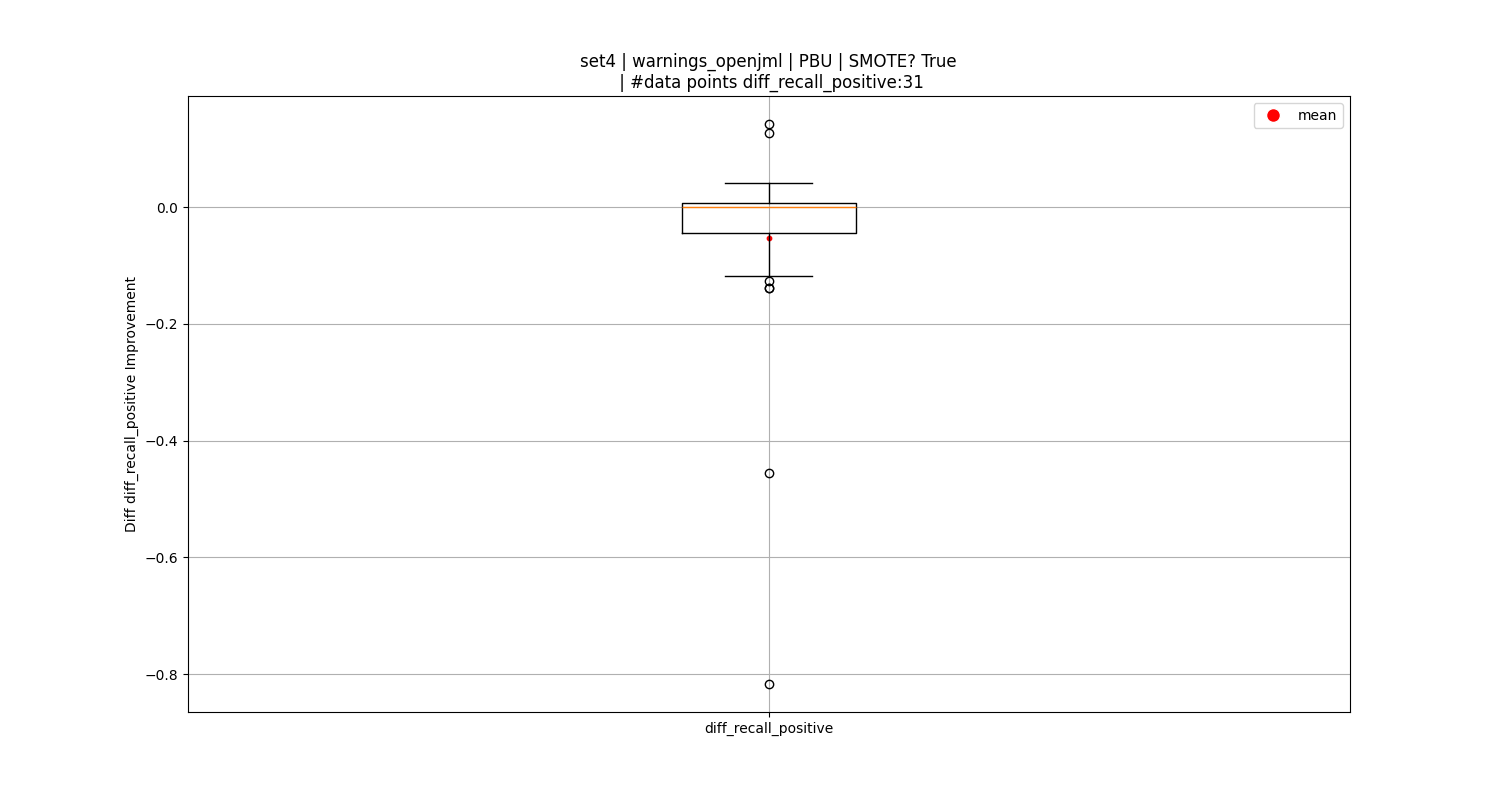 set4 | warnings_openjml | PBU | SMOTE? True
| #data points diff_recall_positive:31
mean
0.0
−0.2
−0.4
−0.6
−0.8
Diff diff_recall_positive Improvement
diff_recall_positive